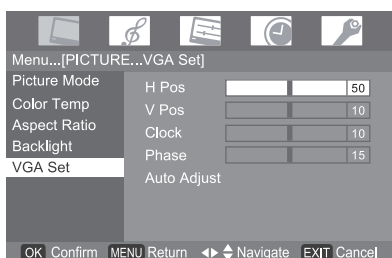 Menu...[PICTURE...VGA Set]
Picture Mode
Color Temp
Aspect Ratio
Backlight
VGA Set
H Pos 50
V Pos 10
Clock 10
Phase 15
Auto Adjust
OK Confirm MENU Return Navigate EXIT Cancel